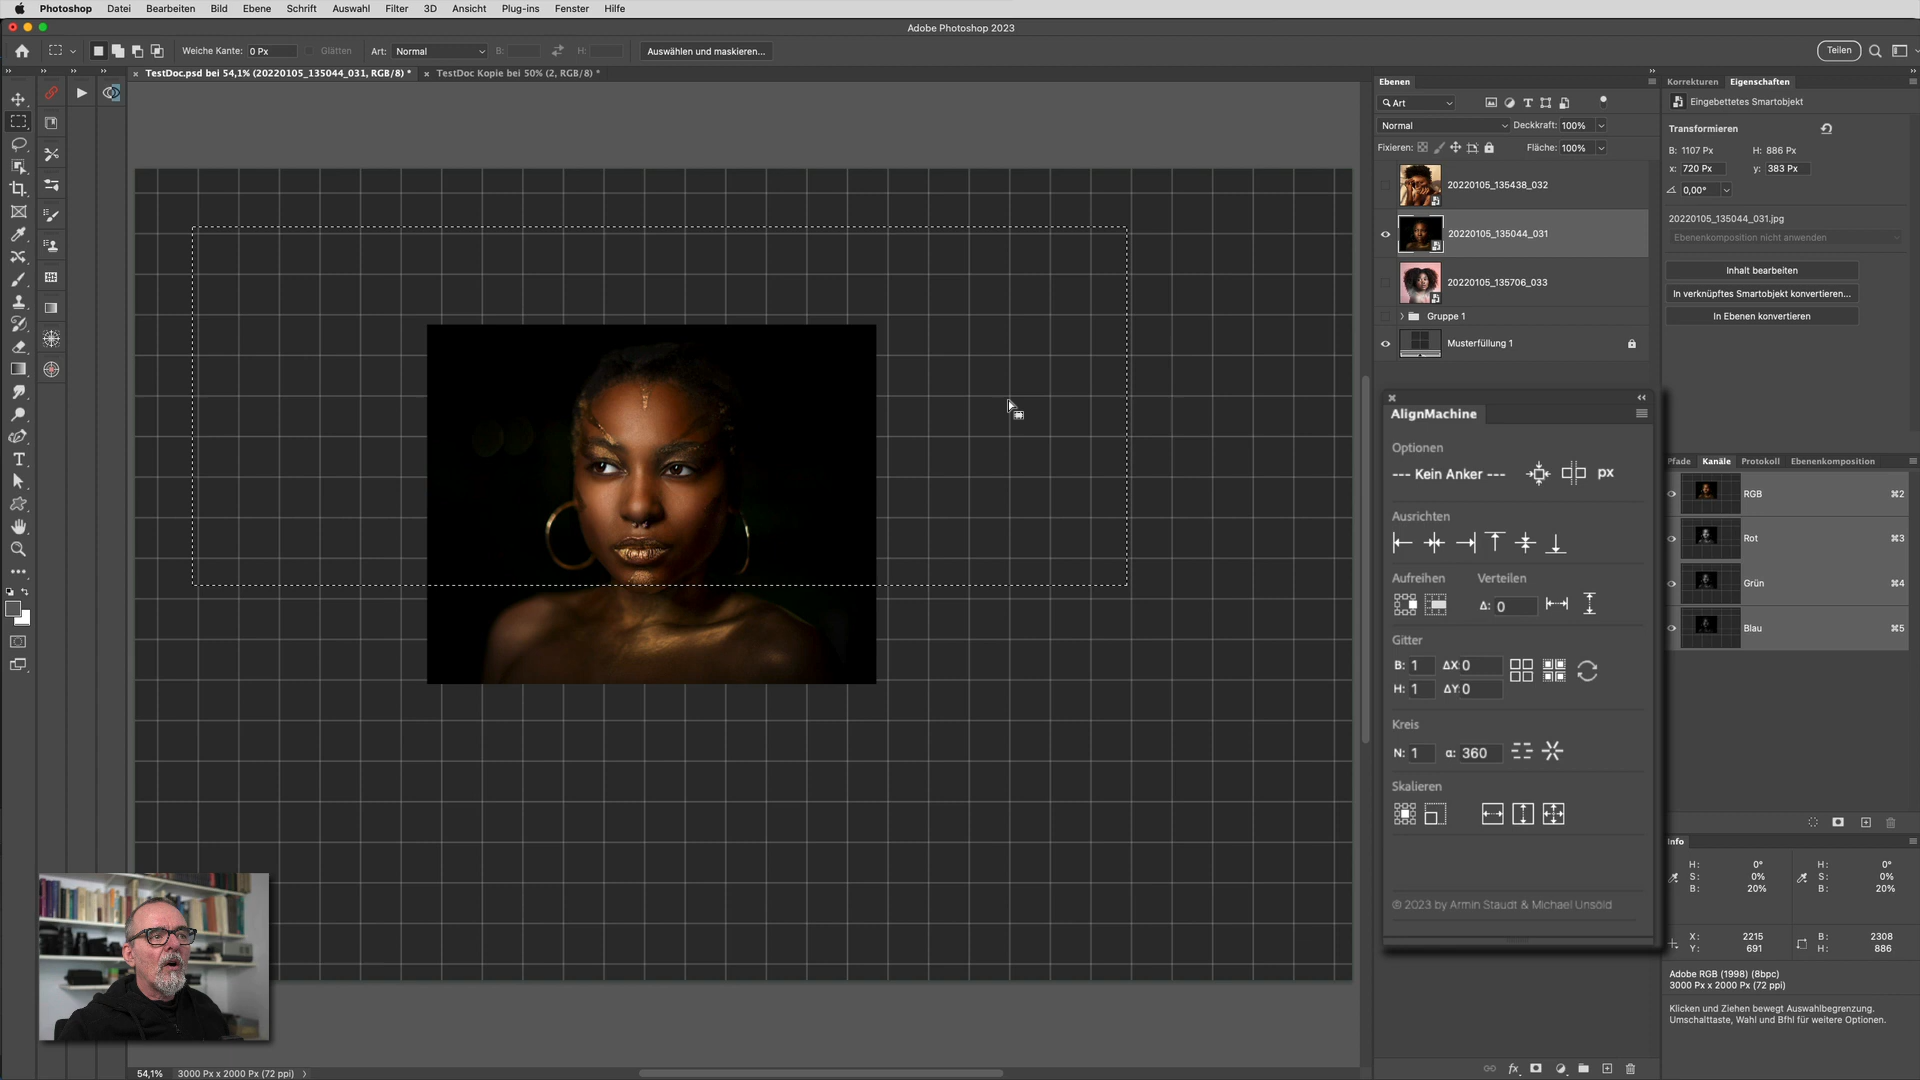 Photoshop Datei Bearbeiten Bild Ebene Schrift Auswahl Filter 3D Ansicht Plug-ins Fenster Hilfe
Adobe Photoshop 2023
Weiche Kante: 0 Px Glätten Art: Normal B: H: Auswählen und maskieren... Teilen
TestDoc.psd bei 54,1% (20220105_135044_031, RGB/8) * TestDoc Kopie bei 50% (2, RGB/8) *
Ebenen
Art
Normal Deckkraft: 100%
Fixieren: Fläche: 100%
20220105_135438_032
20220105_135044_031
20220105_135706_033
Gruppe 1
Musterfüllung 1
Korrekturen Eigenschaften
Eingebettetes Smartobjekt
Transformieren
B: 1107 Px H: 886 Px
x: 720 Px y: 383 Px
0,00°
20220105_135044_031.jpg
Ebenenkomposition nicht anwenden
Inhalt bearbeiten
In verknüpftes Smartobjekt konvertieren...
In Ebenen konvertieren
AlignMachine
Optionen
--- Kein Anker --- px
Ausrichten
Aufreihen Verteilen
Δ: 0
Gitter
B: 1 ΔX: 0
H: 1 ΔY: 0
Kreis
N: 1 α: 360
Skalieren
© 2023 by Armin Staudt & Michael Unsöld
Pfade Kanäle Protokoll Ebenenkomposition
RGB ⌘2
Rot ⌘3
Grün ⌘4
Blau ⌘5
Info
H: 0° H: 0°
S: 0% S: 0%
B: 20% B: 20%
X: 2215 B: 2308
Y: 691 H: 886
Adobe RGB (1998) (8bpc)
3000 Px x 2000 Px (72 ppi)
Klicken und Ziehen bewegt Auswahlbegrenzung.
Umschalttaste, Wahl und Bfhl für weitere Optionen.
54,1% 3000 Px x 2000 Px (72 ppi)